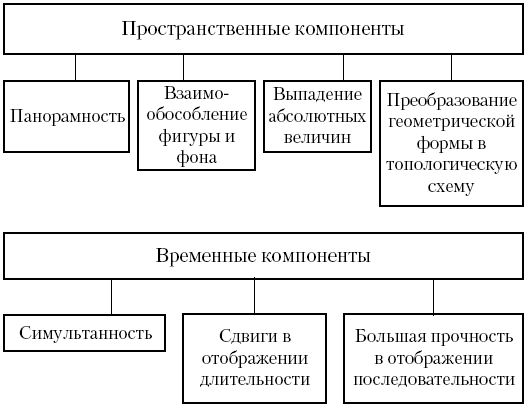 Пространственные компоненты
Панорамность
Взаимо-
обособление
фигуры и
фона
Выпадение
абсолютных
величин
Преобразование
геометрической
формы в
топологическую
схему
Временные компоненты
Симультанность
Сдвиги в
отображении
длительности
Большая прочность
в отображении
последовательности